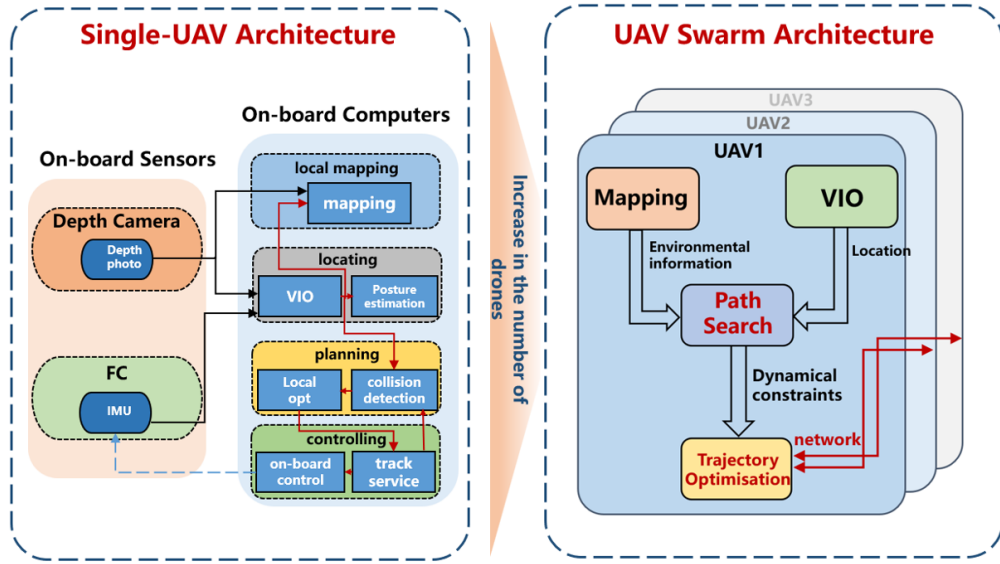 Single-UAV Architecture
On-board Computers
On-board Sensors
local mapping
mapping
Depth Camera
Depth
photo
locating
VIO
Posture
estimation
planning
FC
Local
opt
collision
detection
IMU
controlling
on-board
control
track
service
Increase in the number of
drones
UAV Swarm Architecture
UAV3
UAV2
UAV1
Mapping
VIO
Environmental
information
Location
Path
Search
Dynamical
constraints
network
Trajectory
Optimisation